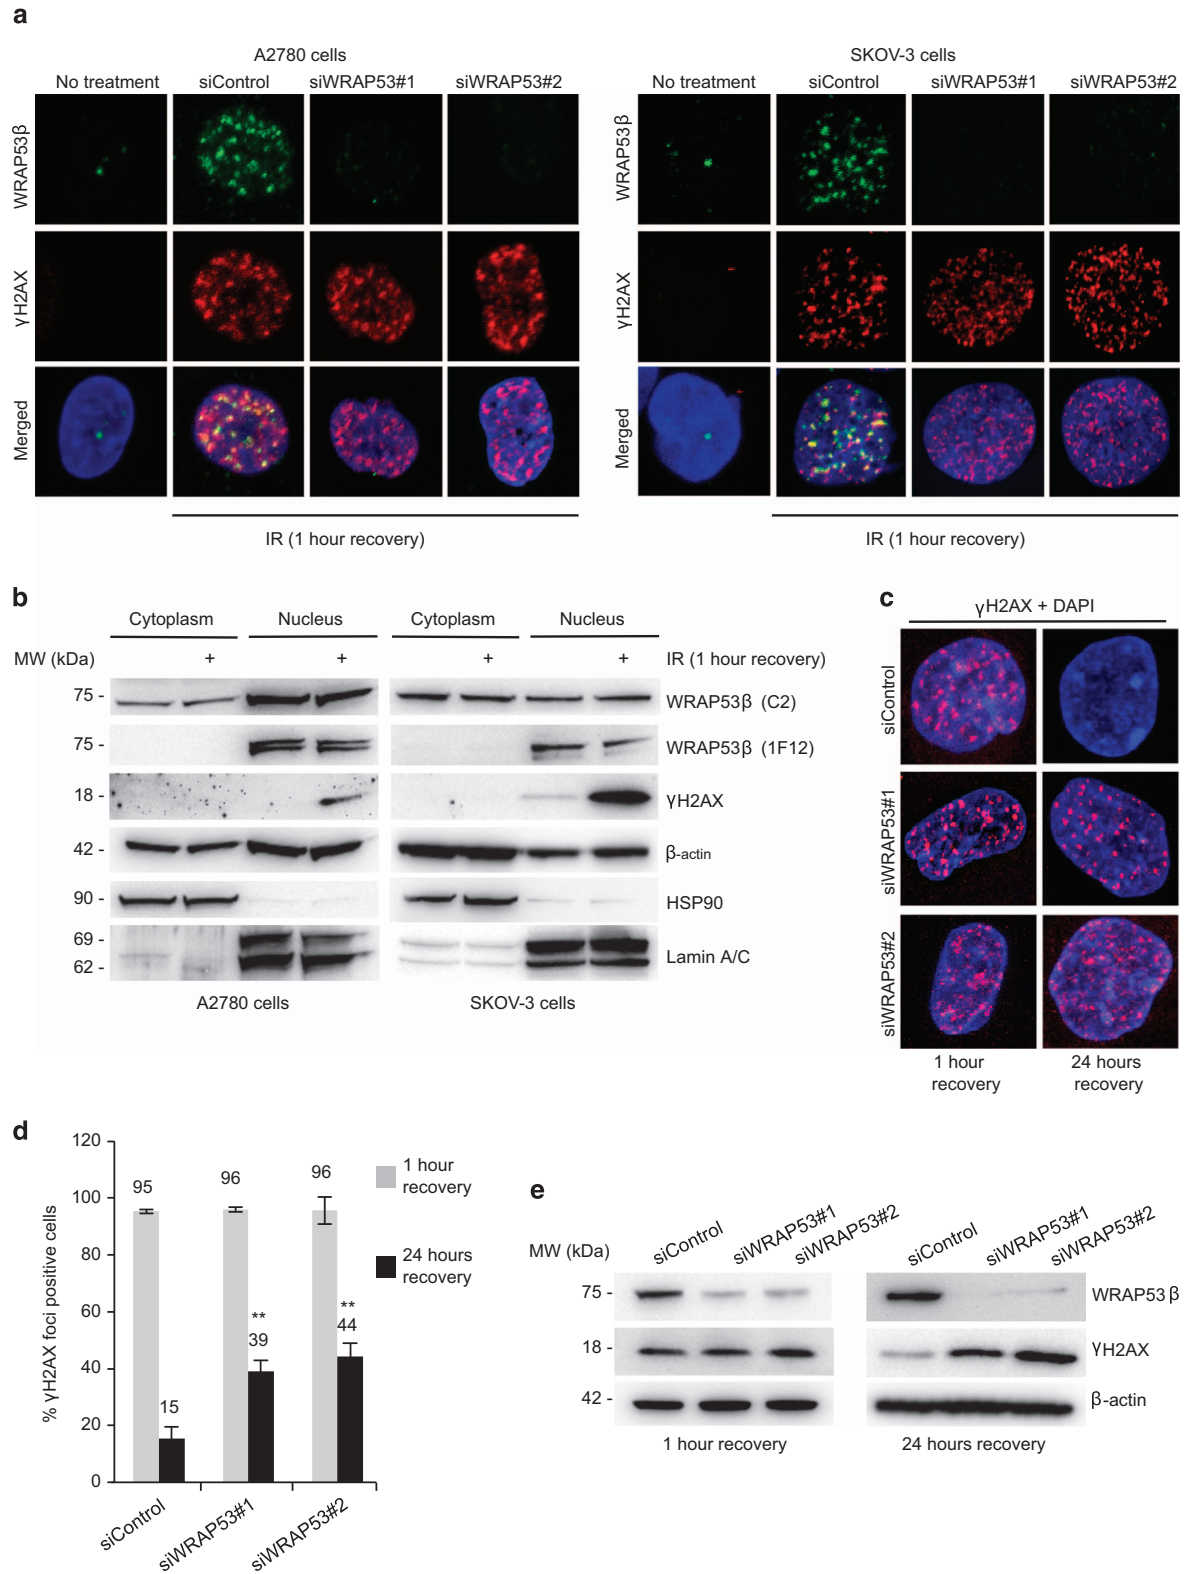 a
A2780 cells
No treatment siControl siWRAP53#1 siWRAP53#2
WRAP53β
γH2AX
Merged
IR (1 hour recovery)
SKOV-3 cells
No treatment siControl siWRAP53#1 siWRAP53#2
WRAP53β
γH2AX
Merged
IR (1 hour recovery)
b
Cytoplasm Nucleus Cytoplasm Nucleus
MW (kDa) + + + + IR (1 hour recovery)
75 - WRAP53β (C2)
75 - WRAP53β (1F12)
18 - γH2AX
42 - β-actin
90 - HSP90
69 -
62 - Lamin A/C
A2780 cells SKOV-3 cells
c
γH2AX + DAPI
siControl
siWRAP53#1
siWRAP53#2
1 hour recovery
24 hours recovery
d
% γH2AX foci positive cells
120
100
80
60
40
20
0
95 96 96
15
**
39
**
44
1 hour recovery
24 hours recovery
siControl siWRAP53#1 siWRAP53#2
e
siControl siWRAP53#1 siWRAP53#2 siControl siWRAP53#1 siWRAP53#2
MW (kDa)
75 - WRAP53β
18 - γH2AX
42 - β-actin
1 hour recovery 24 hours recovery